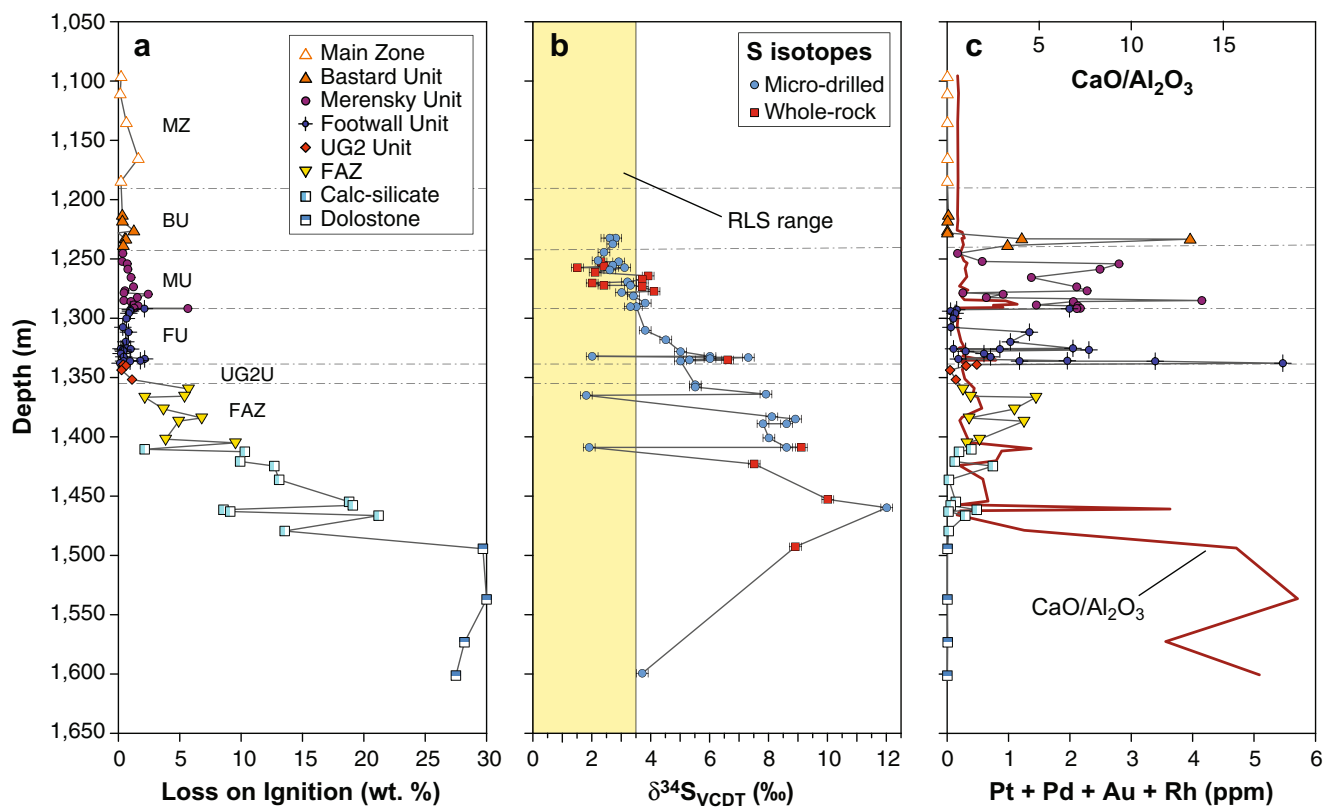 Depth (m)
1,050
1,100
1,150
1,200
1,250
1,300
1,350
1,400
1,450
1,500
1,550
1,600
1,650
a
Main Zone
Bastard Unit
Merensky Unit
Footwall Unit
UG2 Unit
FAZ
Calc-silicate
Dolostone
MZ
BU
MU
FU
UG2U
FAZ
0 5 10 15 20 25 30
Loss on Ignition (wt. %)
b
S isotopes
Micro-drilled
Whole-rock
RLS range
0 2 4 6 8 10 12
δ³⁴S_VCDT (‰)
c
5 10 15
CaO/Al₂O₃
CaO/Al₂O₃
0 1 2 3 4 5 6
Pt + Pd + Au + Rh (ppm)